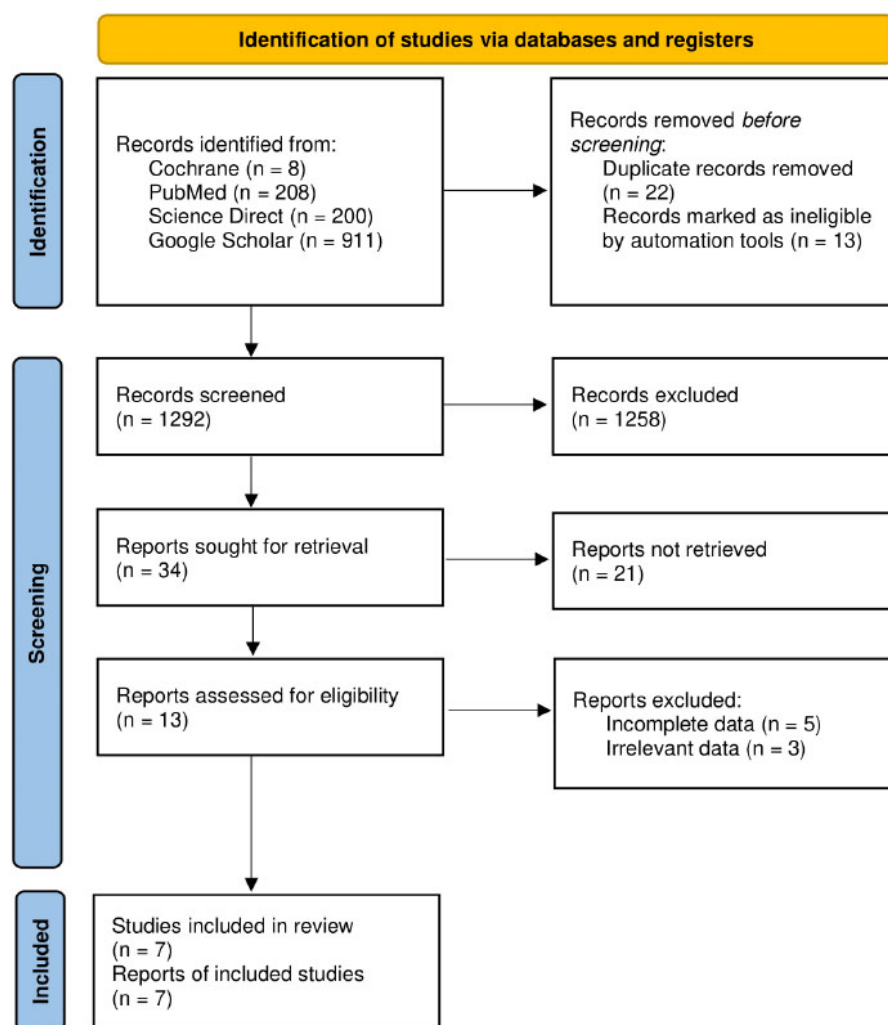 Identification of studies via databases and registers
Identification
Records identified from:
Cochrane (n = 8)
PubMed (n = 208)
Science Direct (n = 200)
Google Scholar (n = 911)
Records removed before
screening:
Duplicate records removed
(n = 22)
Records marked as ineligible
by automation tools (n = 13)
Screening
Records screened
(n = 1292)
Records excluded
(n = 1258)
Reports sought for retrieval
(n = 34)
Reports not retrieved
(n = 21)
Reports assessed for eligibility
(n = 13)
Reports excluded:
Incomplete data (n = 5)
Irrelevant data (n = 3)
Included
Studies included in review
(n = 7)
Reports of included studies
(n = 7)